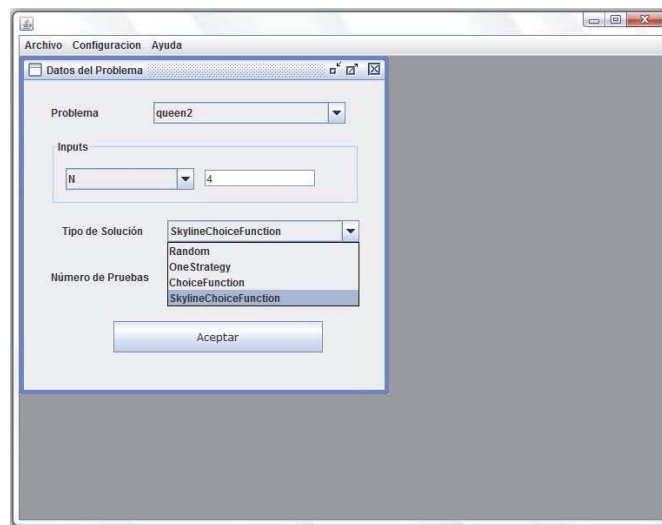 Archivo Configuracion Ayuda
Datos del Problema
Problema queen2
Inputs
N 4
Tipo de Solución SkylineChoiceFunction
Random
OneStrategy
Número de Pruebas ChoiceFunction
SkylineChoiceFunction
Aceptar